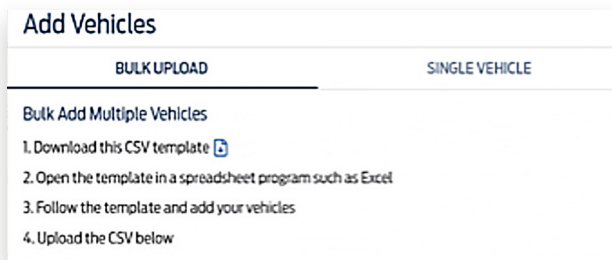 Add Vehicles
BULK UPLOAD SINGLE VEHICLE
Bulk Add Multiple Vehicles
1. Download this CSV template
2. Open the template in a spreadsheet program such as Excel
3. Follow the template and add your vehicles
4. Upload the CSV below